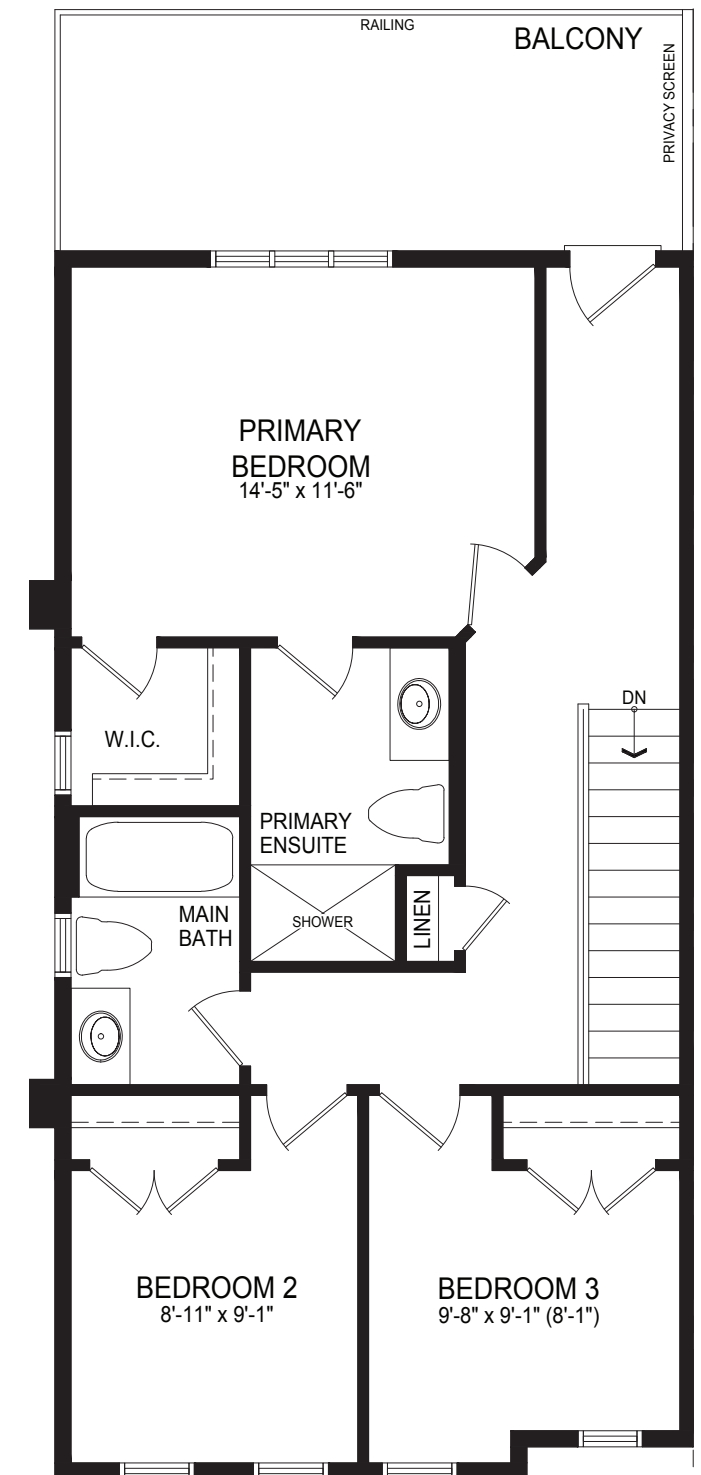 RAILING
BALCONY
PRIVACY SCREEN
PRIMARY
BEDROOM
14'-5" x 11'-6"
DN
W.I.C.
PRIMARY
ENSUITE
MAIN
BATH
SHOWER
LINEN
BEDROOM 2
8'-11" x 9'-1"
BEDROOM 3
9'-8" x 9'-1" (8'-1")